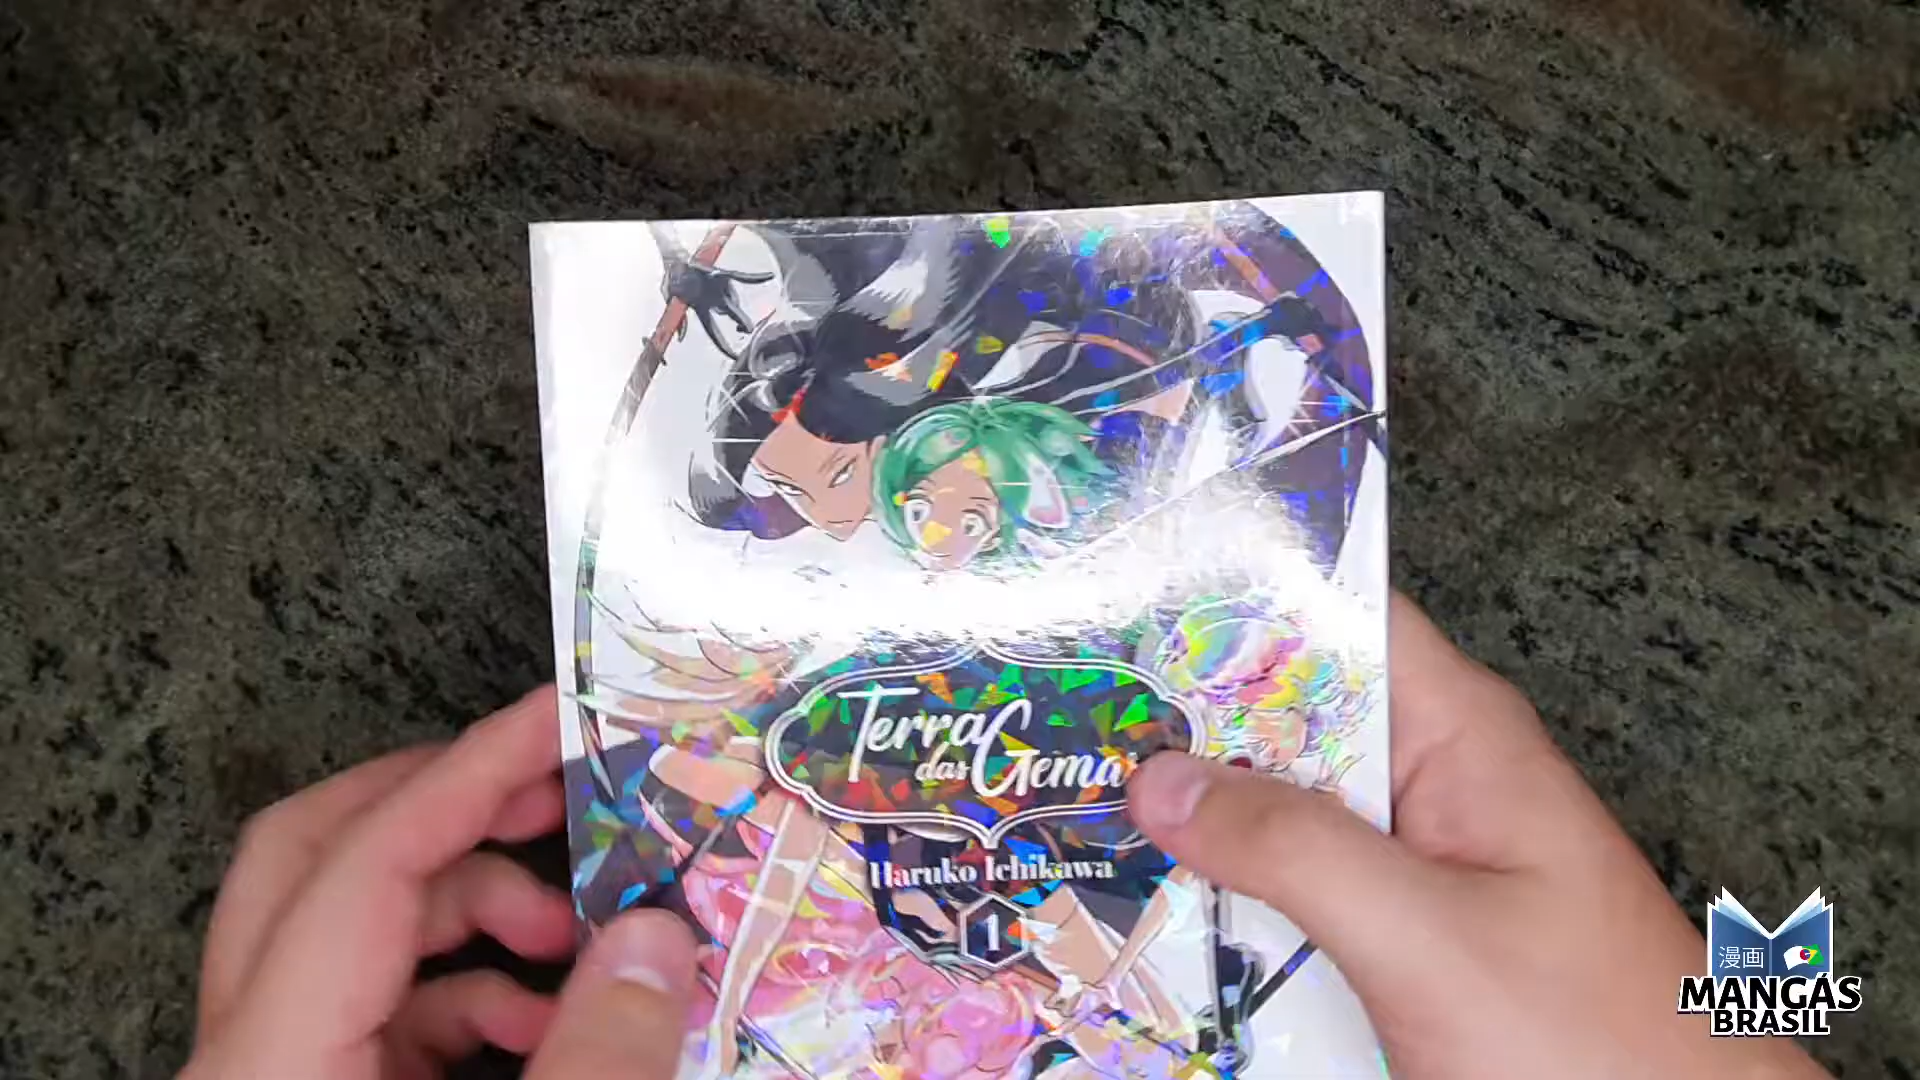 Terra
das Gemas
Haruko Ichikawa
1
漫画
MANGÁS
BRASIL